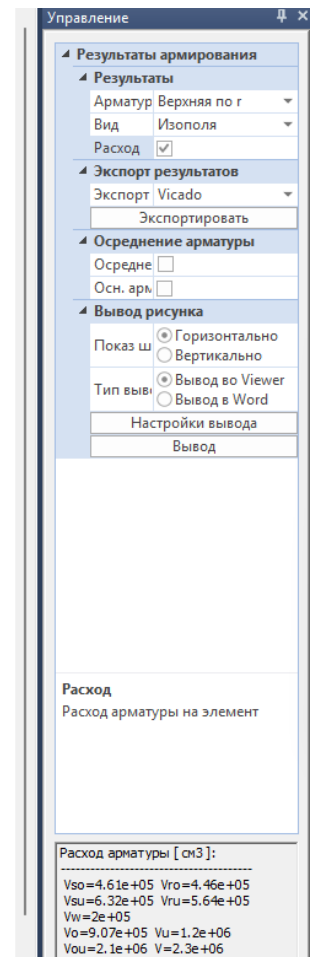 Управление
Результаты армирования
Результаты
Арматур Верхняя по r
Вид Изополя
Расход
Экспорт результатов
Экспорт Vicado
Экспортировать
Осреднение арматуры
Осредне
Осн. арм
Вывод рисунка
Показ ш Горизонтально
Вертикально
Тип выв Вывод во Viewer
Вывод в Word
Настройки вывода
Вывод
Расход
Расход арматуры на элемент
Расход арматуры [см3]:
Vso=4.61e+05 Vro=4.46e+05
Vsu=6.32e+05 Vru=5.64e+05
Vw=2e+05
Vo=9.07e+05 Vu=1.2e+06
Vou=2.1e+06 V=2.3e+06